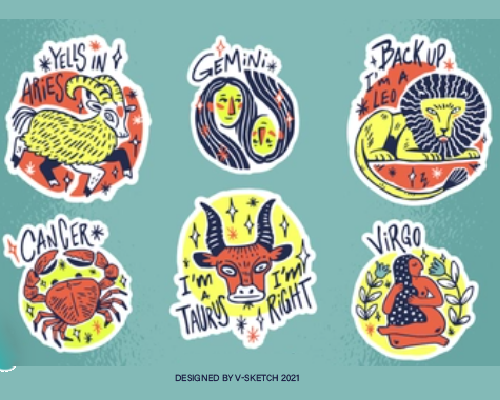 YELLS IN
ARIES
GEMINI
BACK UP
I'M A
LEO
CANCER
I'M
A
TAURUS
I'M
RIGHT
VIRGO
DESIGNED BY V-SKETCH 2021